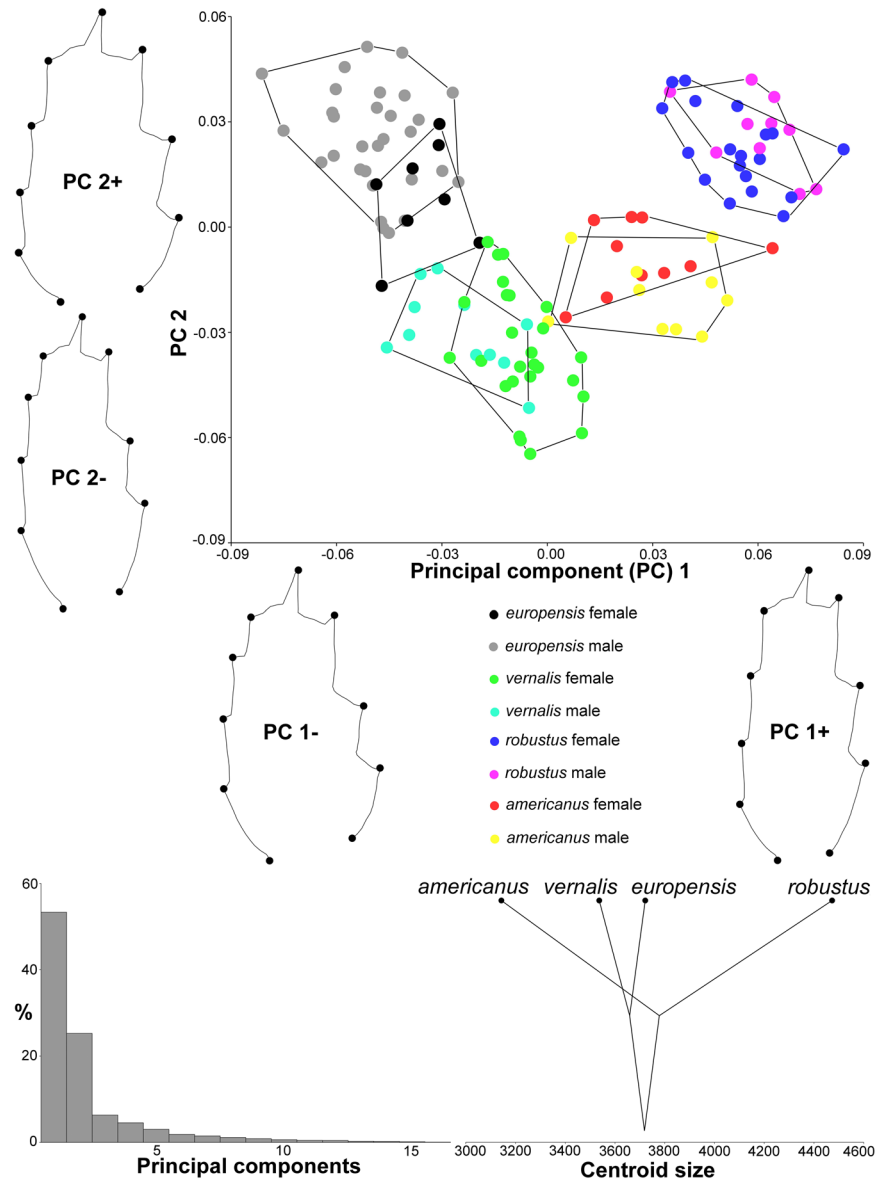 PC 2+
PC 2-
PC 2
0.06
0.03
0.00
-0.03
-0.06
-0.09
-0.09 -0.06 -0.03 0.00 0.03 0.06 0.09
Principal component (PC) 1
PC 1-
europensis female
europensis male
vernalis female
vernalis male
robustus female
robustus male
americanus female
americanus male
PC 1+
60
40
%
20
0
5 10 15
Principal components
americanus vernalis europensis robustus
3000 3200 3400 3600 3800 4000 4200 4400 4600
Centroid size